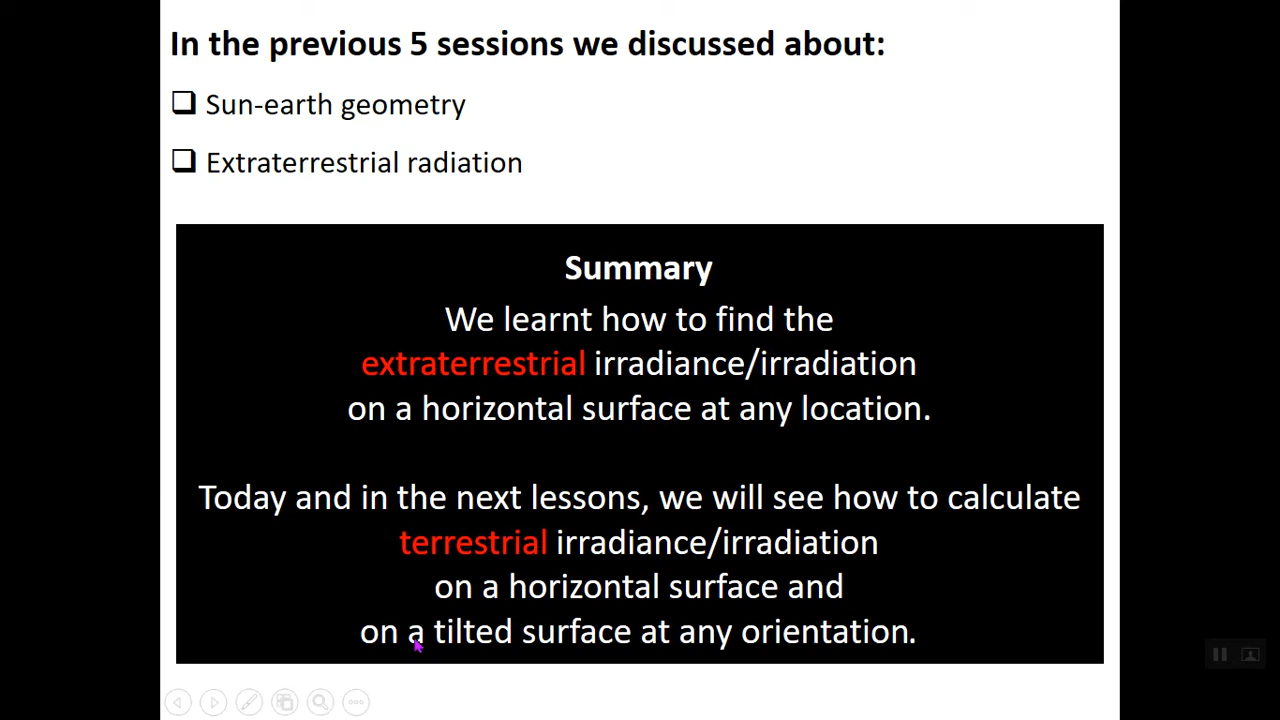 In the previous 5 sessions we discussed about:
❑ Sun-earth geometry
❑ Extraterrestrial radiation
Summary
We learnt how to find the
extraterrestrial irradiance/irradiation
on a horizontal surface at any location.
Today and in the next lessons, we will see how to calculate
terrestrial irradiance/irradiation
on a horizontal surface and
on a tilted surface at any orientation.